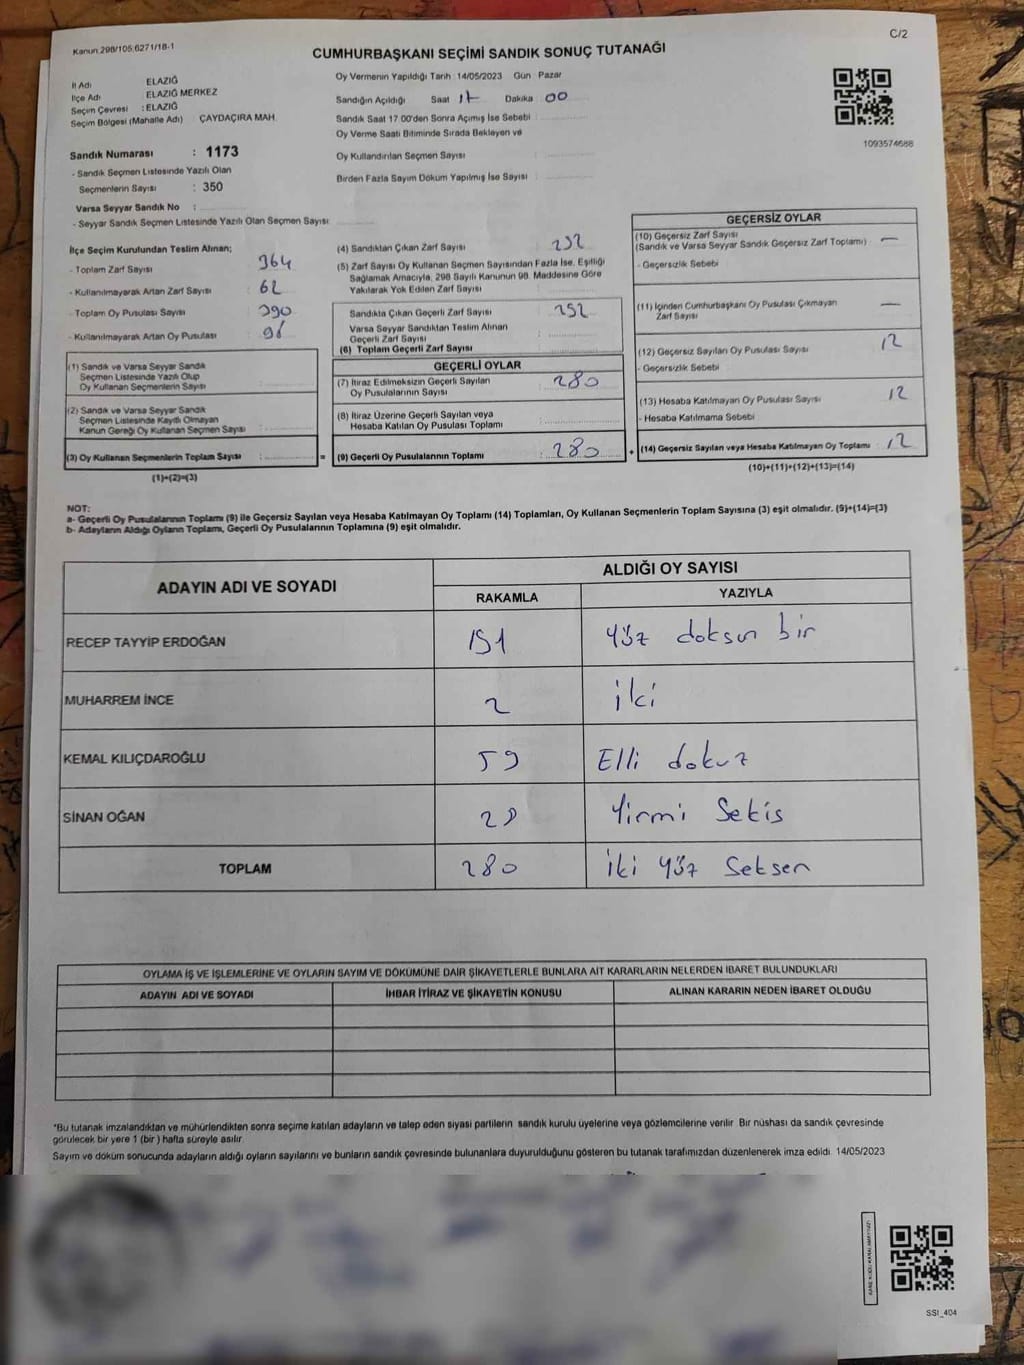 Kanun 298/105,6271/18-1
C/2
CUMHURBAŞKANI SEÇİMİ SANDIK SONUÇ TUTANAĞI
İl Adı ELAZIĞ
İlçe Adı ELAZIĞ MERKEZ
Seçim Çevresi : ELAZIĞ
Seçim Bölgesi (Mahalle Adı) ÇAYDAÇIRA MAH.
Sandık Numarası : 1173
- Sandık Seçmen Listesinde Yazılı Olan
Seçmenlerin Sayısı : 350
Varsa Seyyar Sandık No :
- Seyyar Sandık Seçmen Listesinde Yazılı Olan Seçmen Sayısı
Oy Vermenin Yapıldığı Tarih :14/05/2023 Gün Pazar
Sandığın Açıldığı Saat 17 Dakika 00
Sandık Saat 17.00'den Sonra Açımış İse Sebebi :
Oy Verme Saati Bitiminde Sırada Bekleyen ve
Oy Kullandırılan Seçmen Sayısı :
Birden Fazla Sayım Döküm Yapılmış İse Sayısı :
1093574688
İlçe Seçim Kurulundan Teslim Alınan;
- Toplam Zarf Sayısı : 364
- Kullanılmayarak Artan Zarf Sayısı : 62
- Toplam Oy Pusulası Sayısı : 390
- Kullanılmayarak Artan Oy Pusulası :
(1) Sandık ve Varsa Seyyar Sandık
Seçmen Listesinde Yazılı Olup
Oy Kullanan Seçmenlerin Sayısı :
(2) Sandık ve Varsa Seyyar Sandık
Seçmen Listesinde Kayıtlı Olmayan
Kanun Gereği Oy Kullanan Seçmen Sayısı :
(3) Oy Kullanan Seçmenlerin Toplam Sayısı : =
(1)+(2)=(3)
(4) Sandıktan Çıkan Zarf Sayısı : 292
(5) Zarf Sayısı Oy Kullanan Seçmen Sayısından Fazla İse, Eşitliği
Sağlamak Amacıyla, 298 Sayılı Kanunun 98. Maddesine Göre
Yakılarak Yok Edilen Zarf Sayısı :
Sandıkta Çıkan Geçerli Zarf Sayısı : 292
Varsa Seyyar Sandıktan Teslim Alınan
Geçerli Zarf Sayısı :
(6) Toplam Geçerli Zarf Sayısı :
GEÇERLİ OYLAR
(7) İtiraz Edilmeksizin Geçerli Sayılan
Oy Pusulalarının Sayısı : 280
(8) İtiraz Üzerine Geçerli Sayılan veya
Hesaba Katılan Oy Pusulası Toplamı :
(9) Geçerli Oy Pusulalarının Toplamı : 280 +
GEÇERSİZ OYLAR
(10) Geçersiz Zarf Sayısı
(Sandık ve Varsa Seyyar Sandık Geçersiz Zarf Toplamı) : —
- Geçersizlik Sebebi
(11) İçinden Cumhurbaşkanı Oy Pusulası Çıkmayan
Zarf Sayısı : —
(12) Geçersiz Sayılan Oy Pusulası Sayısı : 12
- Geçersizlik Sebebi
(13) Hesaba Katılmayan Oy Pusulası Sayısı : 12
- Hesaba Katılmama Sebebi
(14) Geçersiz Sayılan veya Hesaba Katılmayan Oy Toplamı : 12
(10)+(11)+(12)+(13)=(14)
NOT:
a- Geçerli Oy Pusulalarının Toplamı (9) ile Geçersiz Sayılan veya Hesaba Katılmayan Oy Toplamı (14) Toplamları, Oy Kullanan Seçmenlerin Toplam Sayısına (3) eşit olmalıdır. (9)+(14)=(3)
b- Adayların Aldığı Oyların Toplamı, Geçerli Oy Pusulalarının Toplamına (9) eşit olmalıdır.
ADAYIN ADI VE SOYADI ALDIĞI OY SAYISI
RAKAMLA YAZIYLA
RECEP TAYYİP ERDOĞAN 191 Yüz doksan bir
MUHARREM İNCE 2 iki
KEMAL KILIÇDAROĞLU 59 Elli dokuz
SİNAN OĞAN 28 Yirmi Sekis
TOPLAM 280 İki Yüz Seksen
OYLAMA İŞ VE İŞLEMLERİNE VE OYLARIN SAYIM VE DÖKÜMÜNE DAİR ŞİKAYETLERLE BUNLARA AİT KARARLARIN NELERDEN İBARET BULUNDUKLARI
ADAYIN ADI VE SOYADI İHBAR İTİRAZ VE ŞİKAYETİN KONUSU ALINAN KARARIN NEDEN İBARET OLDUĞU
*Bu tutanak imzalandıktan ve mühürlendikten sonra seçime katılan adayların ve talep eden siyasi partilerin sandık kurulu üyelerine veya gözlemcilerine verilir. Bir nüshası da sandık çevresinde
görülecek bir yere 1 (bir) hafta süreyle asılır.
Sayım ve döküm sonucunda adayların aldığı oyların sayılarını ve bunların sandık çevresinde bulunanlara duyurulduğunu gösteren bu tutanak tarafımızdan düzenlenerek imza edildi. 14/05/2023
SSI_404